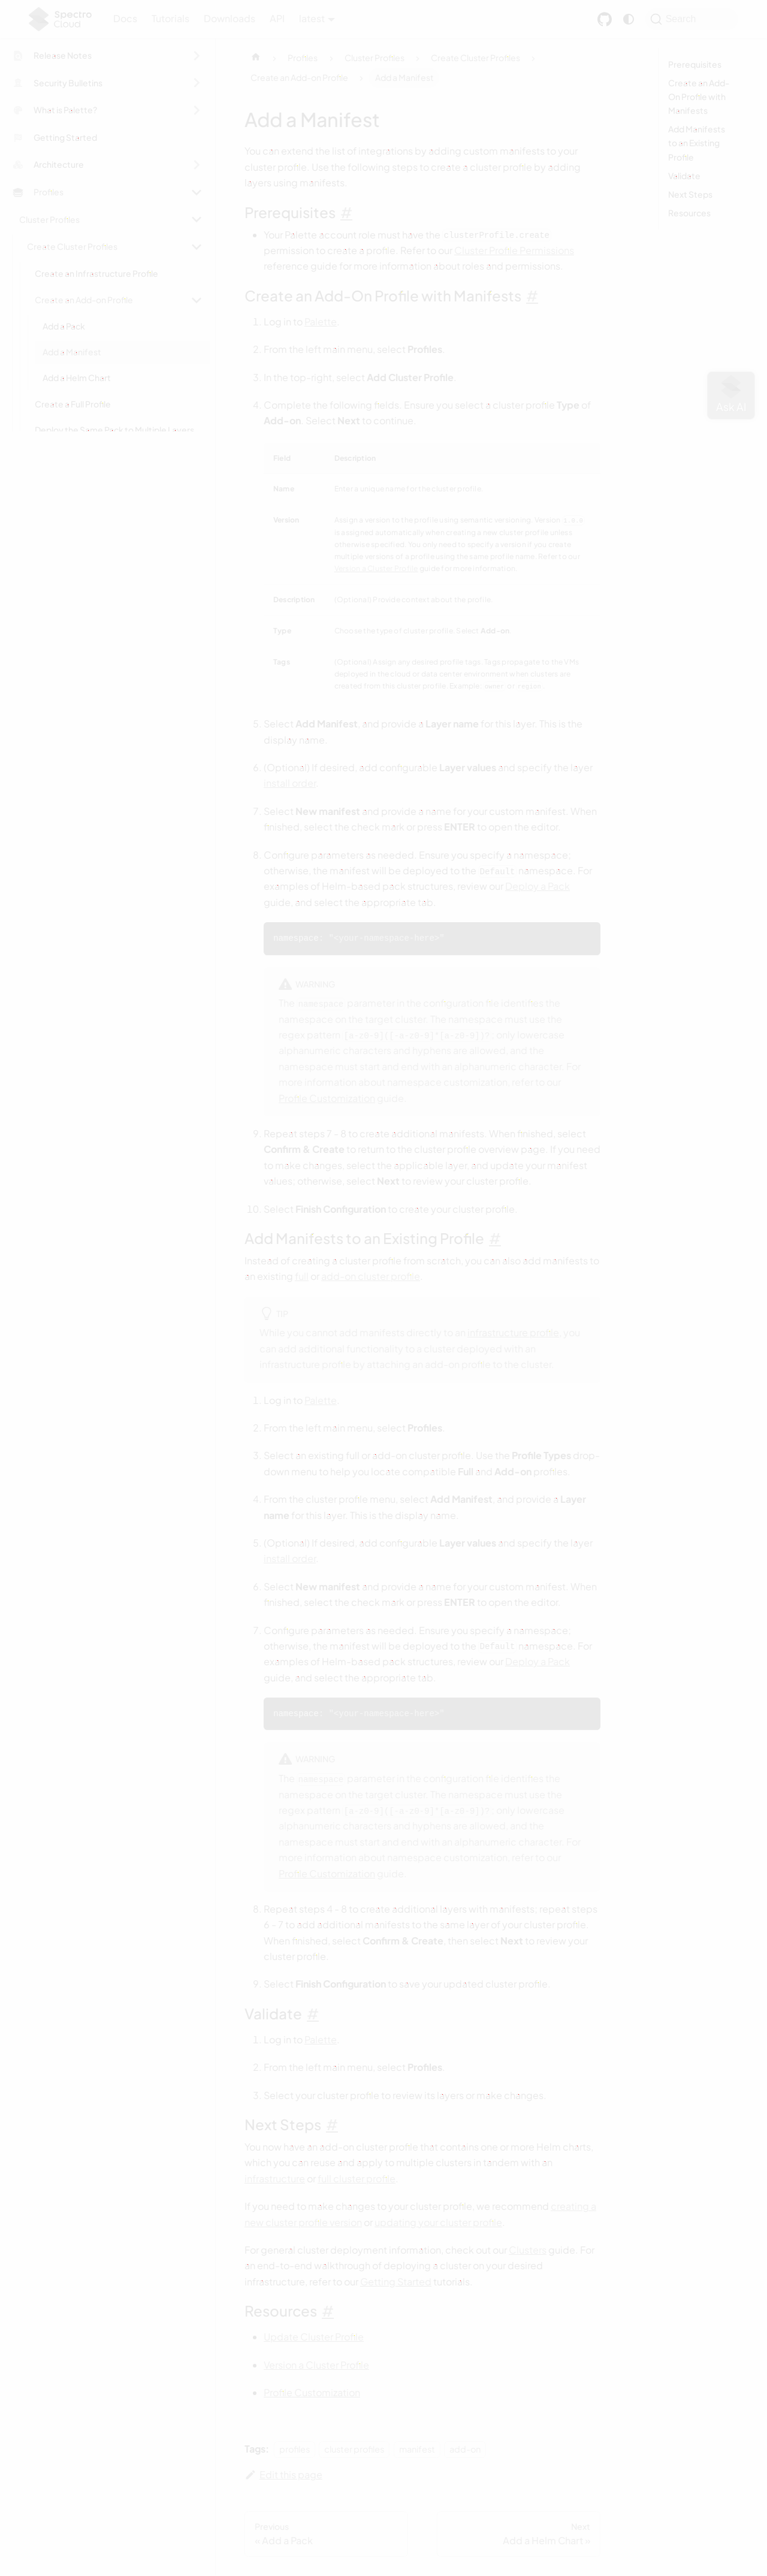 Spectro Cloud
Docs Tutorials Downloads API latest
Search
Release Notes
Security Bulletins
What is Palette?
Getting Started
Architecture
Profiles
Cluster Profiles
Create Cluster Profiles
Create an Infrastructure Profile
Create an Add-on Profile
Add a Pack
Add a Manifest
Add a Helm Chart
Create a Full Profile
Deploy the Same Pack to Multiple Layers
Profiles Cluster Profiles Create Cluster Profiles
Create an Add-on Profile Add a Manifest
Add a Manifest
You can extend the list of integrations by adding custom manifests to your
cluster profile. Use the following steps to create a cluster profile by adding
layers using manifests.
Prerequisites #
Your Palette account role must have the clusterProfile.create
permission to create a profile. Refer to our Cluster Profile Permissions
reference guide for more information about roles and permissions.
Create an Add-On Profile with Manifests #
1. Log in to Palette.
2. From the left main menu, select Profiles.
3. In the top-right, select Add Cluster Profile.
4. Complete the following fields. Ensure you select a cluster profile Type of
Add-on. Select Next to continue.
Field Description
Name Enter a unique name for the cluster profile.
Version Assign a version to the profile using semantic versioning. Version 1.0.0
is assigned automatically when creating a new cluster profile unless
otherwise specified. You only need to specify a version if you create
multiple versions of a profile using the same profile name. Refer to our
Version a Cluster Profile guide for more information.
Description (Optional) Provide context about the profile.
Type Choose the type of cluster profile. Select Add-on.
Tags (Optional) Assign any desired profile tags. Tags propagate to the VMs
deployed in the cloud or data center environment when clusters are
created from this cluster profile. Example:
5. Select Add Manifest, and provide a Layer name for this layer. This is the
display name.
6. (Optional) If desired, add configurable Layer values and specify the layer
install order.
7. Select New manifest and provide a name for your custom manifest. When
finished, select the check mark or press ENTER to open the editor.
8. Configure parameters as needed. Ensure you specify a namespace;
otherwise, the manifest will be deployed to the Default namespace. For
examples of Helm-based pack structures, review our Deploy a Pack
guide, and select the appropriate tab.
namespace: "<your-namespace-here>"
WARNING
The namespace parameter in the configuration file identifies the
namespace on the target cluster. The namespace must use the
regex pattern [a-z0-9]([-a-z0-9]*[a-z0-9])?; only lowercase
alphanumeric characters and hyphens are allowed, and the
namespace must start and end with an alphanumeric character. For
more information about namespace customization, refer to our
Profile Customization guide.
9. Repeat steps 7 - 8 to create additional manifests. When finished, select
Confirm & Create to return to the cluster profile overview page. If you need
to make changes, select the applicable layer, and update your manifest
values; otherwise, select Next to review your cluster profile.
10. Select Finish Configuration to create your cluster profile.
Add Manifests to an Existing Profile #
Instead of creating a cluster profile from scratch, you can also add manifests to
an existing full or add-on cluster profile.
TIP
While you cannot add manifests directly to an infrastructure profile, you
can add additional functionality to a cluster deployed with an
infrastructure profile by attaching an add-on profile to the cluster.
1. Log in to Palette.
2. From the left main menu, select Profiles.
3. Select an existing full or add-on cluster profile. Use the Profile Types drop-
down menu to help you locate compatible Full and Add-on profiles.
4. From the cluster profile menu, select Add Manifest, and provide a Layer
name for this layer. This is the display name.
5. (Optional) If desired, add configurable Layer values and specify the layer
install order.
6. Select New manifest and provide a name for your custom manifest. When
finished, select the check mark or press ENTER to open the editor.
7. Configure parameters as needed. Ensure you specify a namespace;
otherwise, the manifest will be deployed to the Default namespace. For
examples of Helm-based pack structures, review our Deploy a Pack
guide, and select the appropriate tab.
namespace: "<your-namespace-here>"
WARNING
The namespace parameter in the configuration file identifies the
namespace on the target cluster. The namespace must use the
regex pattern [a-z0-9]([-a-z0-9]*[a-z0-9])?; only lowercase
alphanumeric characters and hyphens are allowed, and the
namespace must start and end with an alphanumeric character. For
more information about namespace customization, refer to our
Profile Customization guide.
8. Repeat steps 4 - 8 to create additional layers with manifests; repeat steps
6 - 7 to add additional manifests to the same layer of your cluster profile.
When finished, select Confirm & Create, then select Next to review your
cluster profile.
9. Select Finish Configuration to save your updated cluster profile.
Validate #
1. Log in to Palette.
2. From the left main menu, select Profiles.
3. Select your cluster profile to review its layers or make changes.
Next Steps #
You now have an add-on cluster profile that contains one or more Helm charts,
which you can reuse and apply to multiple clusters in tandem with an
infrastructure or full cluster profile.
If you need to make changes to your cluster profile, we recommend creating a
new cluster profile version or updating your cluster profile.
For general cluster deployment information, check out our Clusters guide. For
an end-to-end walkthrough of deploying a cluster on your desired
infrastructure, refer to our Getting Started tutorials.
Resources #
Update Cluster Profile
Version a Cluster Profile
Profile Customization
Tags: profiles cluster profiles manifest add-on
Edit this page
Previous
« Add a Pack
Next
Add a Helm Chart »
Prerequisites
Create an Add-
On Profile with
Manifests
Add Manifests
to an Existing
Profile
Validate
Next Steps
Resources
Ask AI